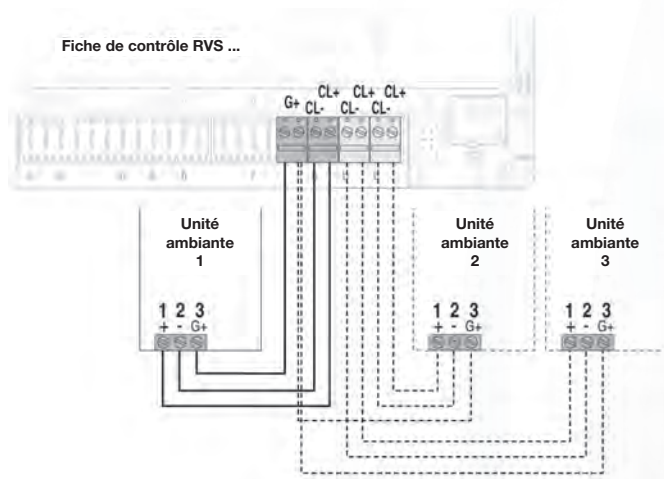 Fiche de contrôle RVS ...
CL+ CL+ CL+
G+ CL- CL- CL-
Unité
ambiante
1
Unité
ambiante
2
Unité
ambiante
3
1 2 3
+ - G+
1 2 3
+ - G+
1 2 3
+ - G+